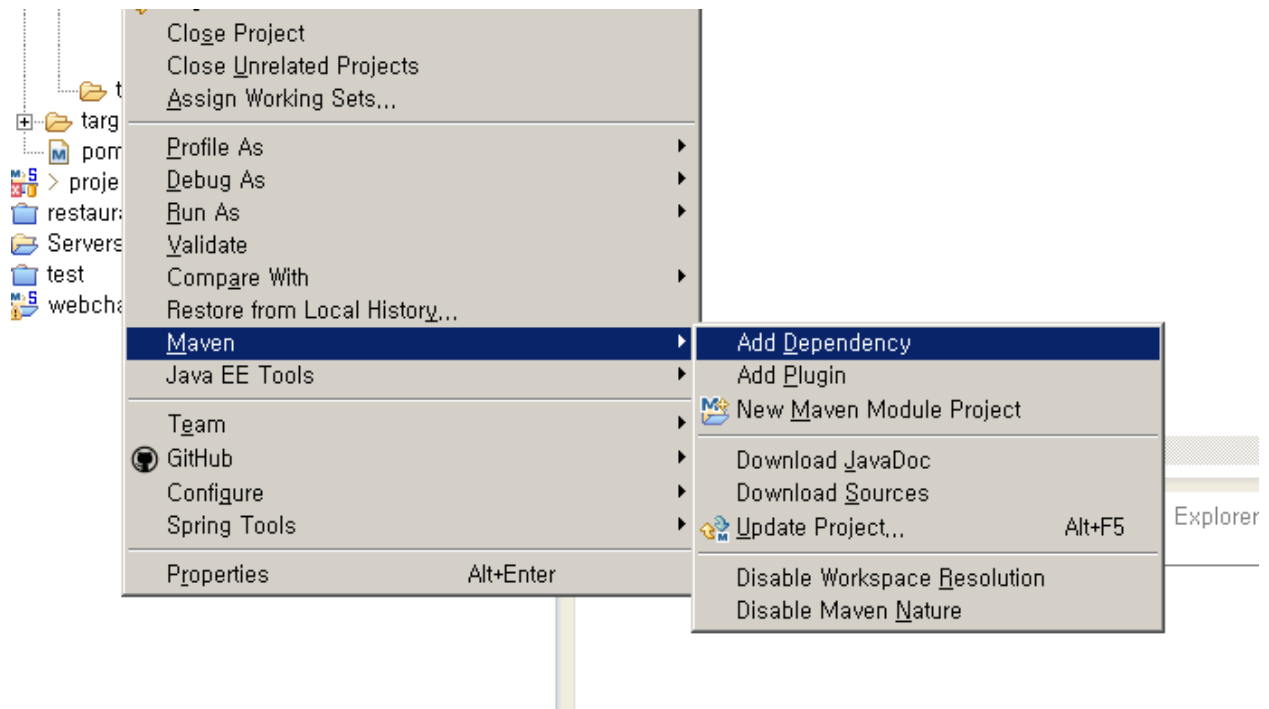 Close Project
Close Unrelated Projects
Assign Working Sets...
targ
Profile As
pom
Debug As
proje
Run As
restaura
Validate
Servers
Compare With
test
Restore from Local History...
webcha
Maven
Add Dependency
Java EE Tools
Add Plugin
New Maven Module Project
Team
GitHub
Download JavaDoc
Configure
Download Sources
Spring Tools
Update Project... Alt+F5
Explorer
Properties Alt+Enter
Disable Workspace Resolution
Disable Maven Nature